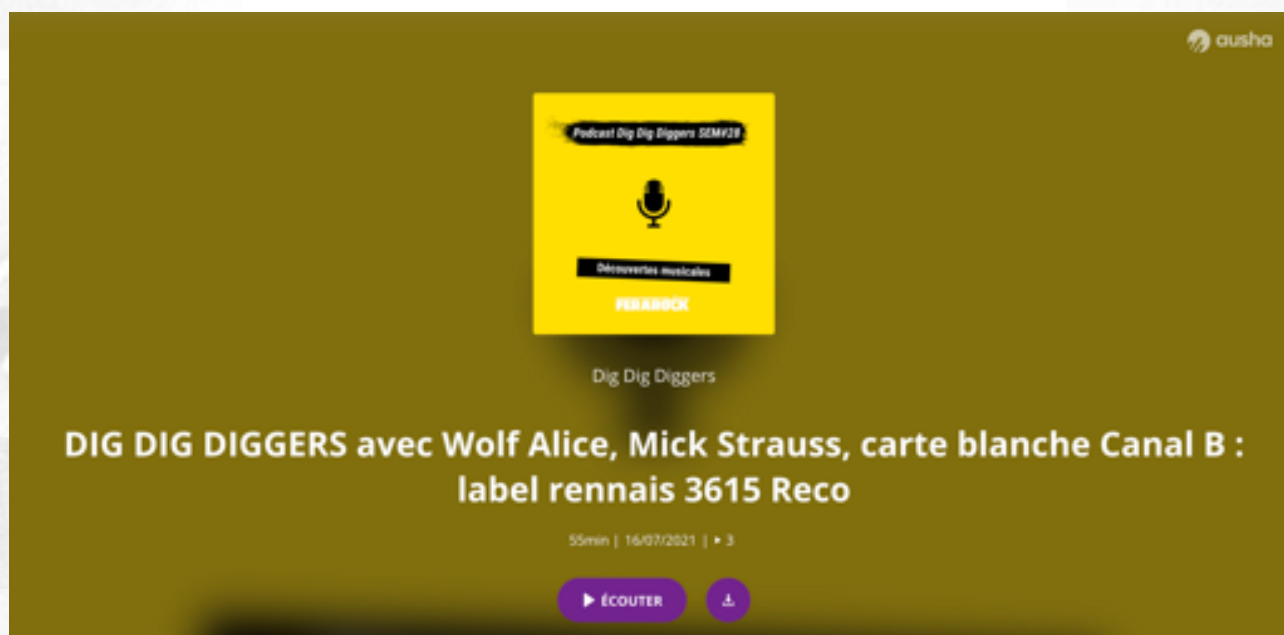 ausha
Podcast Dig Dig Diggers SEM#28
Découvertes musicales
FERAROCK
Dig Dig Diggers
DIG DIG DIGGERS avec Wolf Alice, Mick Strauss, carte blanche Canal B :
label rennais 3615 Reco
55min | 16/07/2021 | ▶ 3
▶ ÉCOUTER